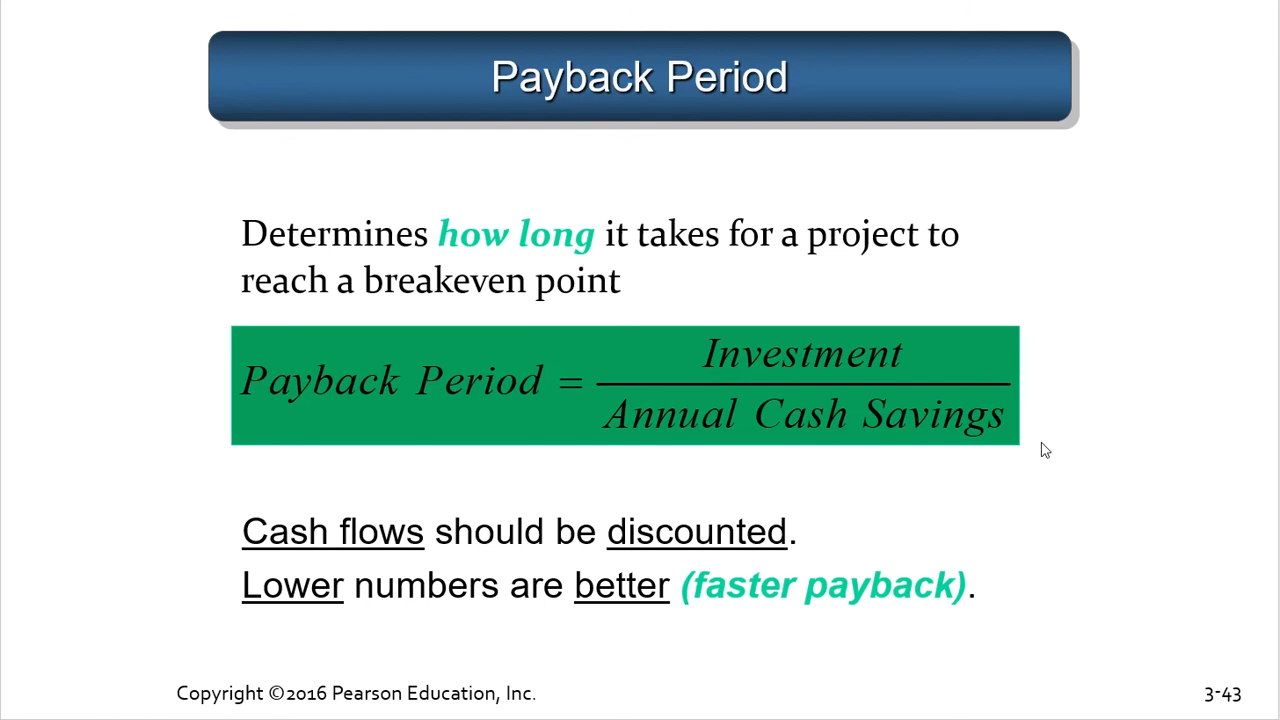 Payback Period
Determines how long it takes for a project to
reach a breakeven point
Payback Period = Investment
Annual Cash Savings
Cash flows should be discounted.
Lower numbers are better (faster payback).
Copyright ©2016 Pearson Education, Inc.
3-43